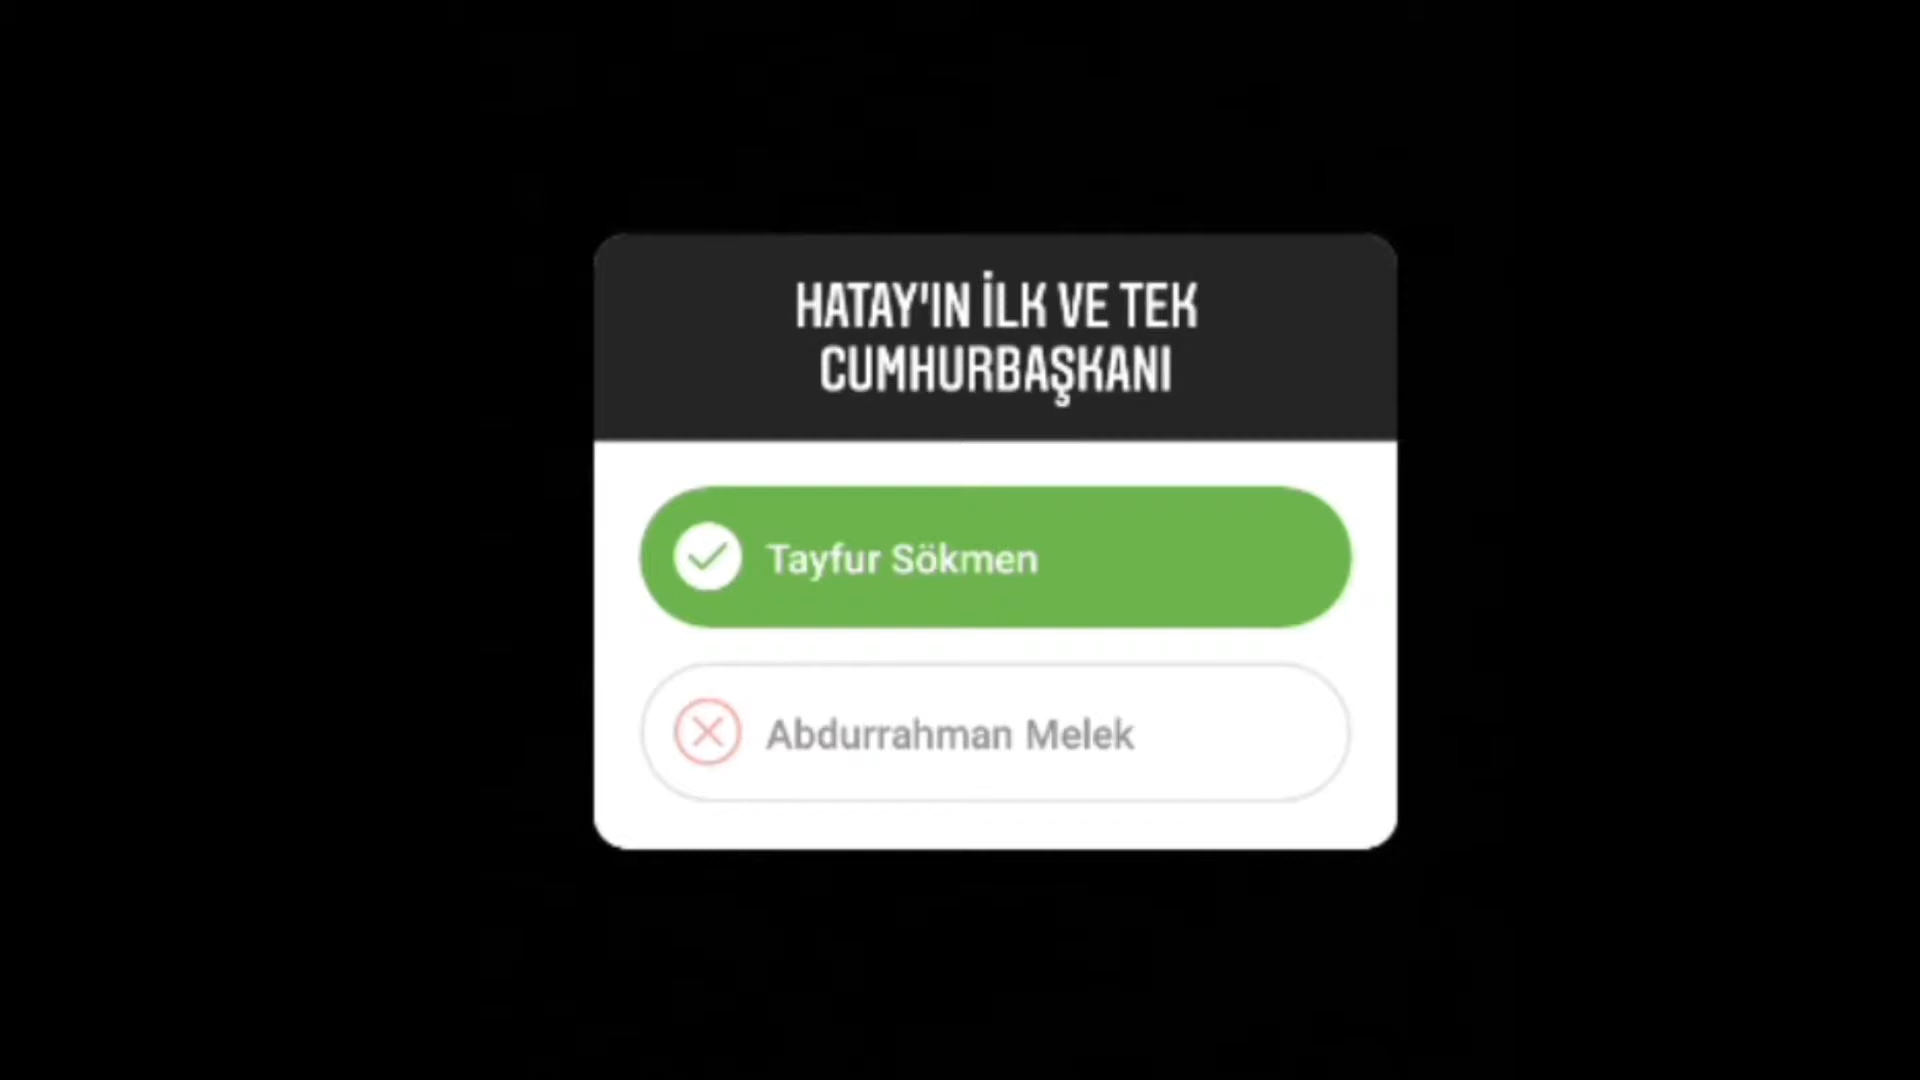 HATAY'IN İLK VE TEK
CUMHURBAŞKANI
Tayfur Sökmen
Abdurrahman Melek